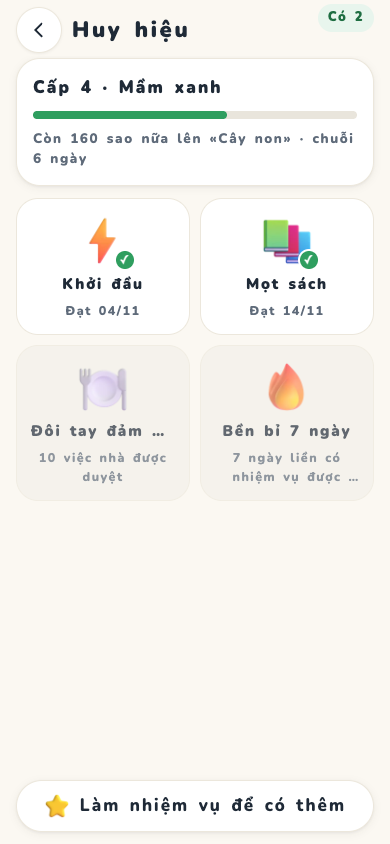 Huy hiệu
Có 2
Cấp 4 · Mầm xanh
Còn 160 sao nữa lên «Cây non» · chuỗi
6 ngày
Khởi đầu
Đạt 04/11
Mọt sách
Đạt 14/11
Đôi tay đảm …
10 việc nhà được
duyệt
Bền bỉ 7 ngày
7 ngày liền có
nhiệm vụ được …
Làm nhiệm vụ để có thêm